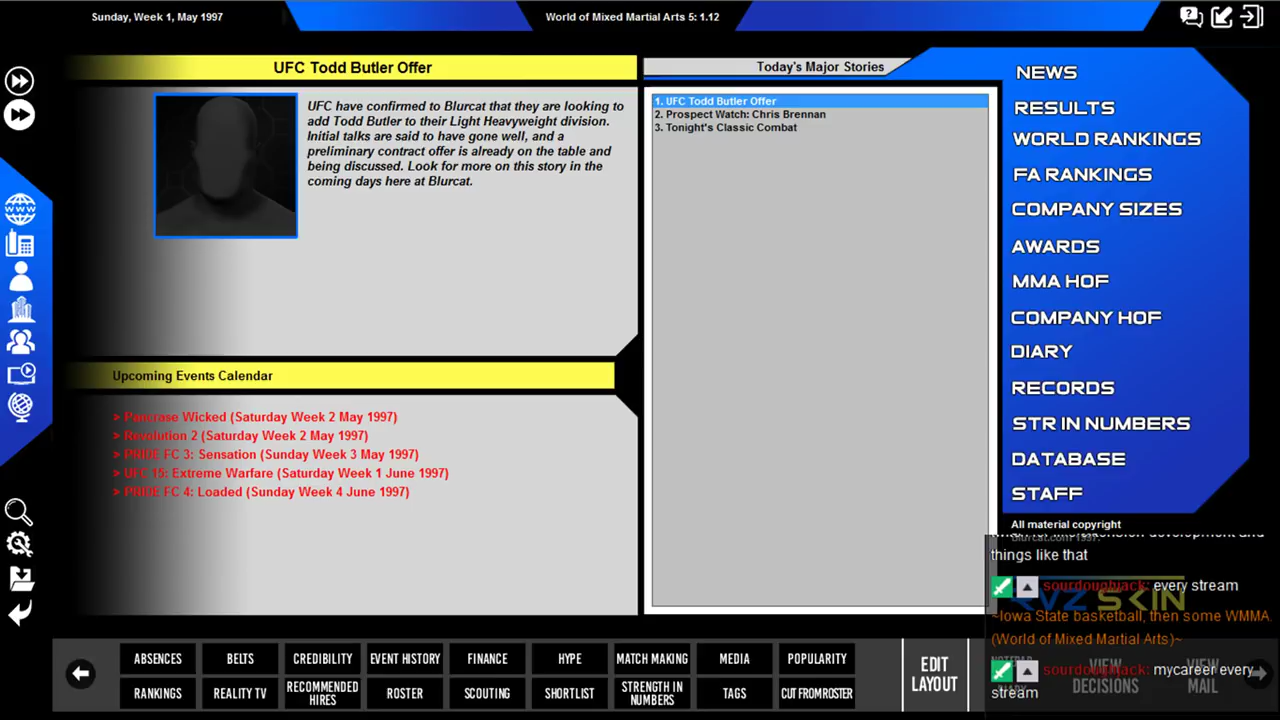 Sunday, Week 1, May 1997
World of Mixed Martial Arts 5: 1.12
UFC Todd Butler Offer
UFC have confirmed to Blurcat that they are looking to
add Todd Butler to their Light Heavyweight division.
Initial talks are said to have gone well, and a
preliminary contract offer is already on the table and
being discussed. Look for more on this story in the
coming days here at Blurcat.
Upcoming Events Calendar
> Pancrase Wicked (Saturday Week 2 May 1997)
> Revolution 2 (Saturday Week 2 May 1997)
> PRIDE FC 3: Sensation (Sunday Week 3 May 1997)
> UFC 15: Extreme Warfare (Saturday Week 1 June 1997)
> PRIDE FC 4: Loaded (Sunday Week 4 June 1997)
Today's Major Stories
1. UFC Todd Butler Offer
2. Prospect Watch: Chris Brennan
3. Tonight's Classic Combat
WWW
NEWS
RESULTS
WORLD RANKINGS
FA RANKINGS
COMPANY SIZES
AWARDS
MMA HOF
COMPANY HOF
DIARY
RECORDS
STR IN NUMBERS
DATABASE
STAFF
All material copyright
Blurcat.com 1997.
things like that
sourdoughjack: every stream
~Iowa State basketball, then some WMMA.
(World of Mixed Martial Arts)~
sourdoughjack: mycareer every
stream
SKIN
ABSENCES
BELTS
CREDIBILITY
EVENT HISTORY
FINANCE
HYPE
MATCH MAKING
MEDIA
POPULARITY
RANKINGS
REALITY TV
RECOMMENDED
HIRES
ROSTER
SCOUTING
SHORTLIST
STRENGTH IN
NUMBERS
TAGS
CUT FROM ROSTER
EDIT
LAYOUT
VIEW
DECISIONS
VIEW
MAIL